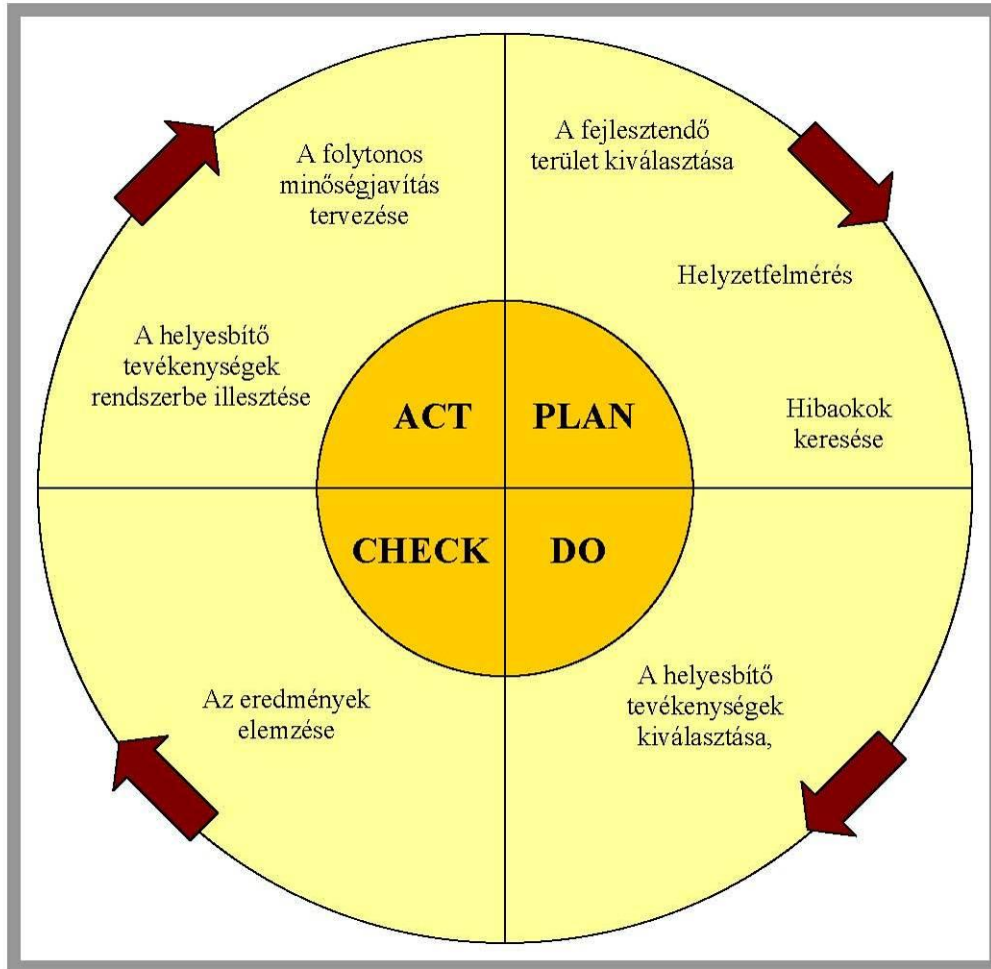 A folytonos
minőségjavítás
tervezése
A fejlesztendő
terület kiválasztása
Helyzetfelmérés
A helyesbítő
tevékenységek
rendszerbe illesztése
Hibaokok
keresése
ACT
PLAN
CHECK
DO
Az eredmények
elemzése
A helyesbítő
tevékenységek
kiválasztása,